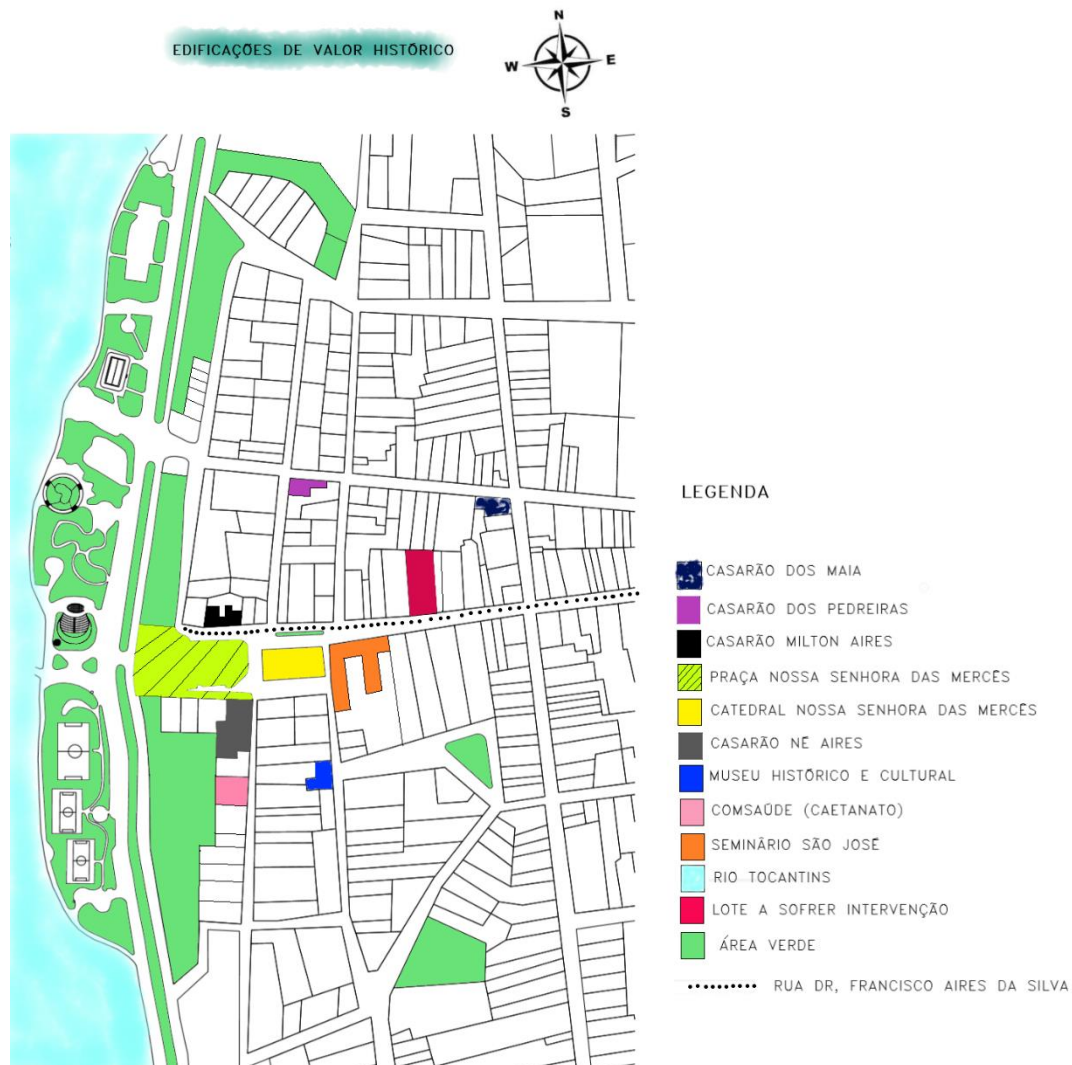 EDIFICAÇÕES DE VALOR HISTÓRICO
N
W
E
S
LEGENDA
CASARÃO DOS MAIA
CASARÃO DOS PEDREIRAS
CASARÃO MILTON AIRES
PRAÇA NOSSA SENHORA DAS MERCÊS
CATEDRAL NOSSA SENHORA DAS MERCÊS
CASARÃO NÉ AIRES
MUSEU HISTÓRICO E CULTURAL
COMSAÚDE (CAETANATO)
SEMINÁRIO SÃO JOSÉ
RIO TOCANTINS
LOTE A SOFRER INTERVENÇÃO
ÁREA VERDE
RUA DR, FRANCISCO AIRES DA SILVA